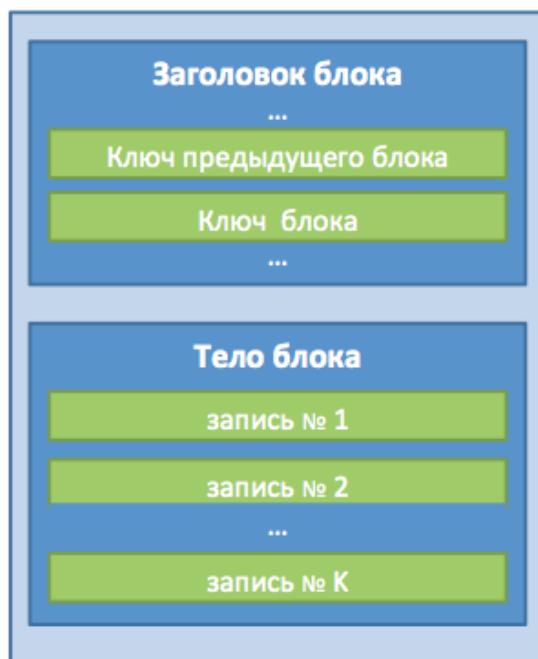 Заголовок блока
...
Ключ предыдущего блока
Ключ блока
...
Тело блока
запись № 1
запись № 2
...
запись № K